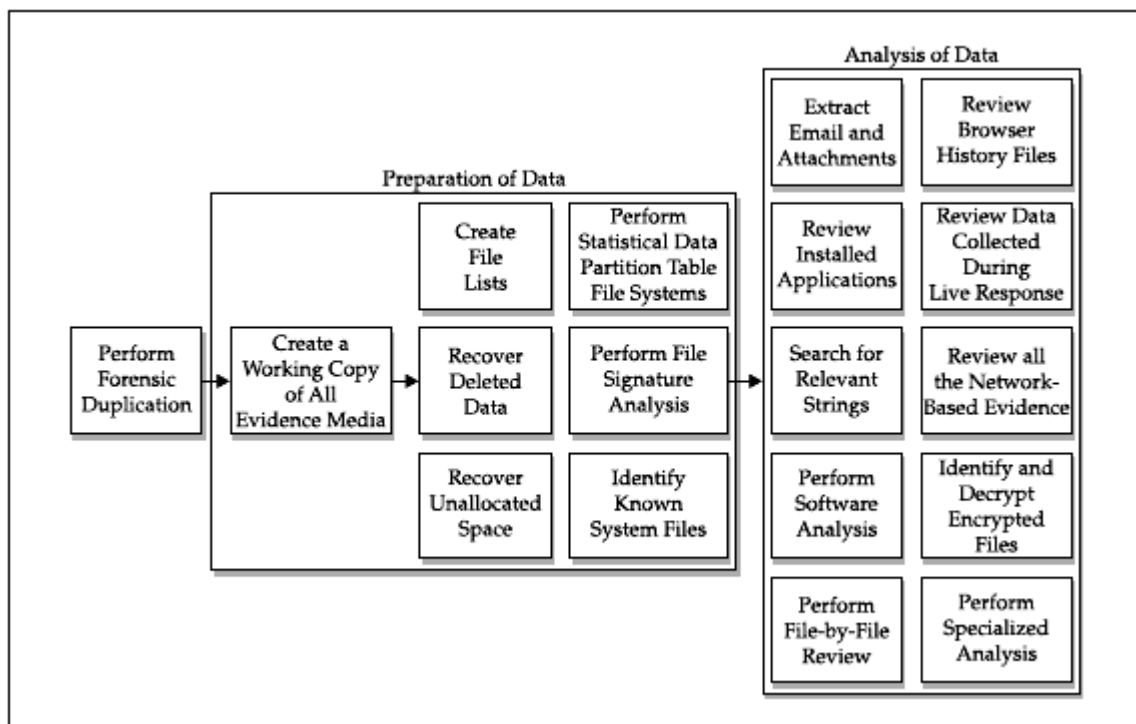 Analysis of Data
Extract
Email and
Attachments
Review
Browser
History Files
Preparation of Data
Create
File
Lists
Perform
Statistical Data
Partition Table
File Systems
Review
Installed
Applications
Review Data
Collected
During
Live Response
Perform
Forensic
Duplication
Create a
Working Copy
of All
Evidence Media
Recover
Deleted
Data
Perform File
Signature
Analysis
Search for
Relevant
Strings
Review all
the Network-
Based Evidence
Recover
Unallocated
Space
Identify
Known
System Files
Perform
Software
Analysis
Identify and
Decrypt
Encrypted
Files
Perform
File-by-File
Review
Perform
Specialized
Analysis